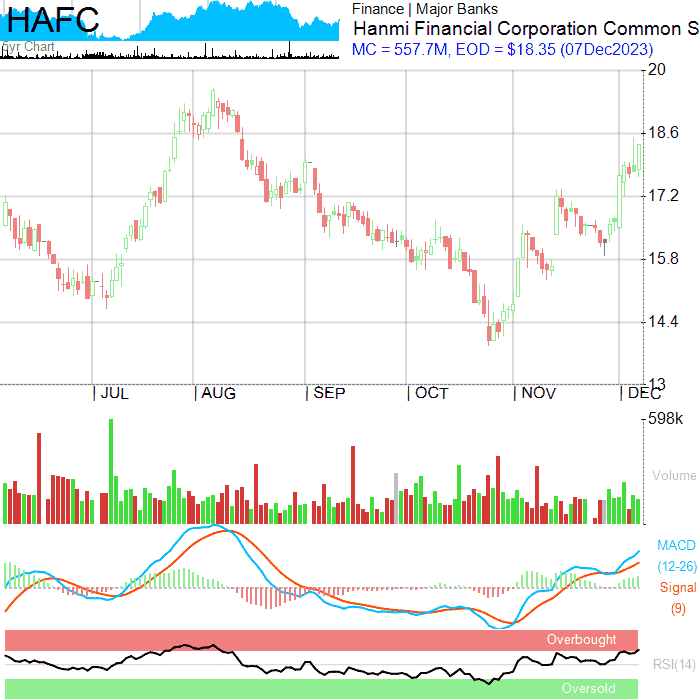 HAFC
5yr Chart
Finance | Major Banks
Hanmi Financial Corporation Common S
MC = 557.7M, EOD = $18.35 (07Dec2023)
20
18.6
17.2
15.8
14.4
13
JUL AUG SEP OCT NOV DEC
598k
Volume
MACD
(12-26)
Signal
(9)
Overbought
RSI(14)
Oversold